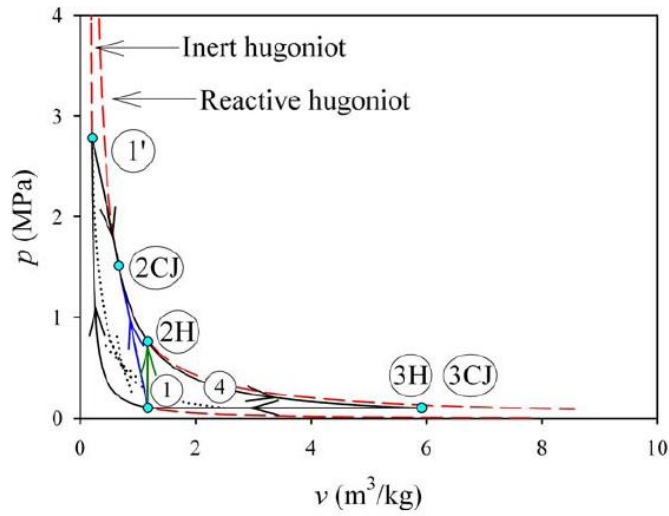 4
Inert hugoniot
Reactive hugoniot
3
1'
p (MPa)
2
2CJ
1
2H
1
4
3H 3CJ
0
0 2 4 6 8 10
v (m³/kg)